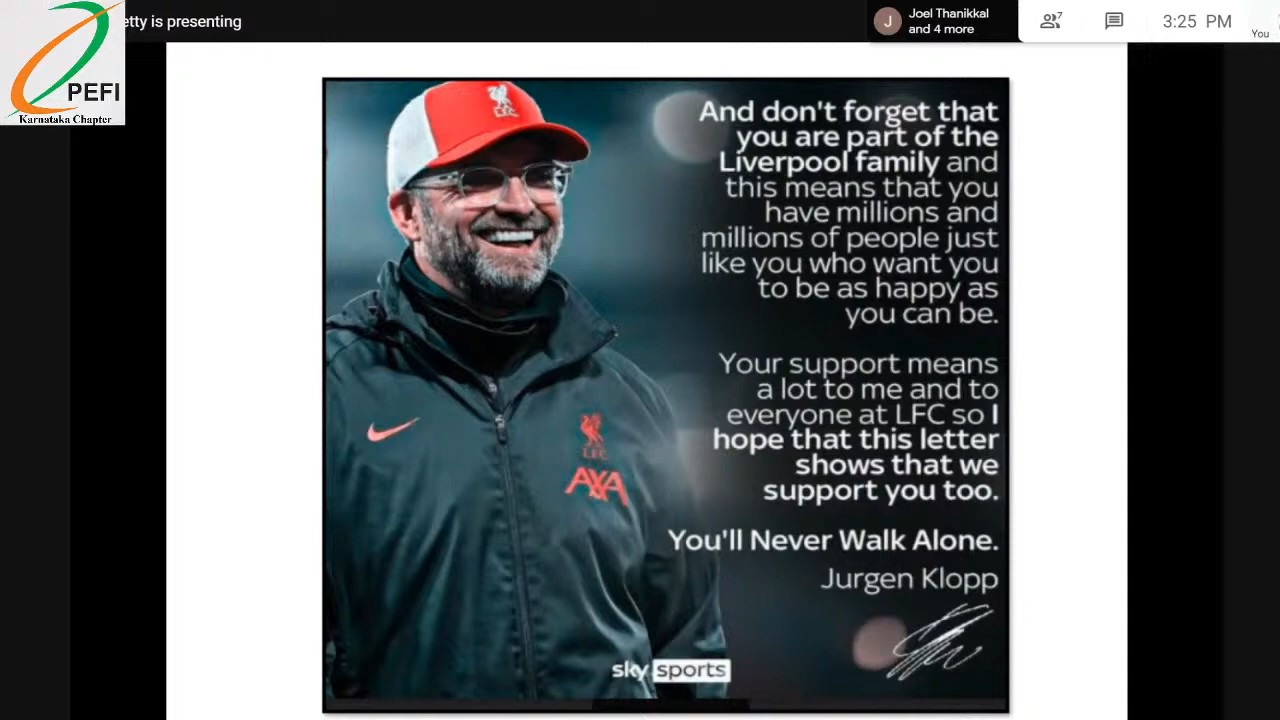 etty is presenting
Joel Thanikkal
and 4 more
J
7
3:25 PM
You
PEFI
Karnataka Chapter
LFC
And don't forget that
you are part of the
Liverpool family and
this means that you
have millions and
millions of people just
like you who want you
to be as happy as
you can be.
Your support means
a lot to me and to
everyone at LFC so I
hope that this letter
shows that we
support you too.
You'll Never Walk Alone.
Jurgen Klopp
LFC
AXA
sky sports